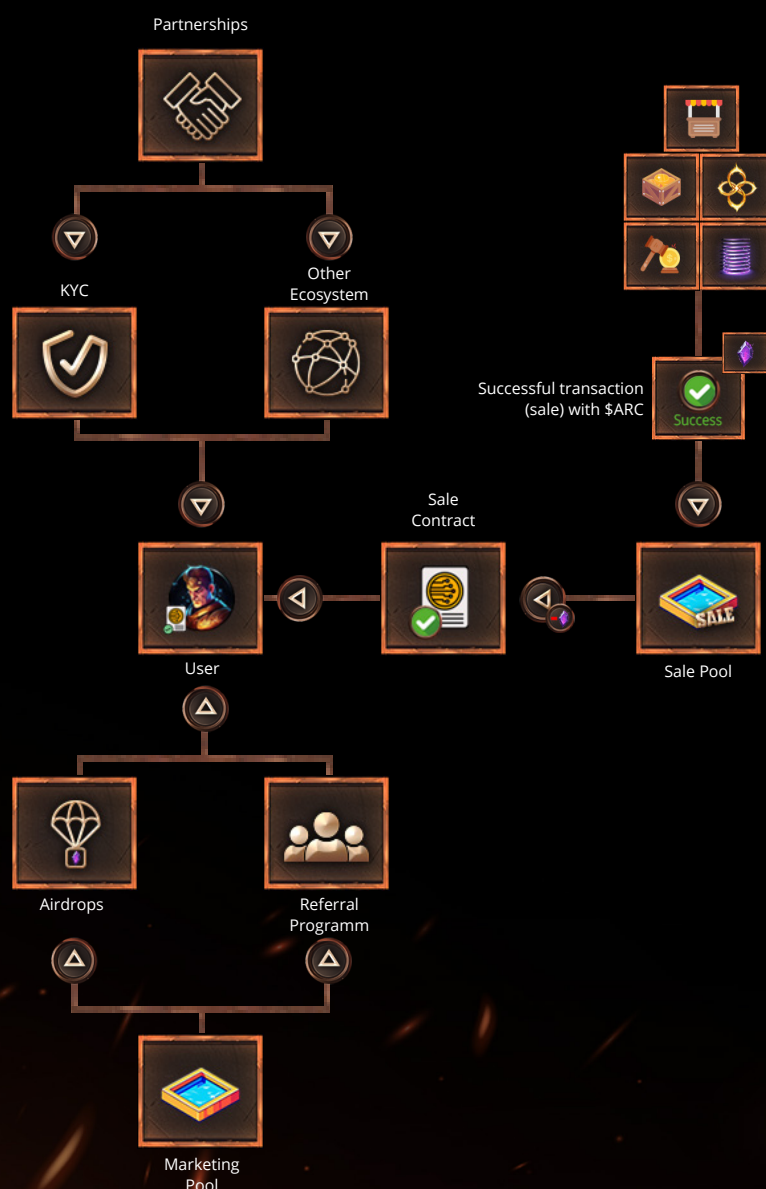 Partnerships
KYC
Other
Ecosystem
Successful transaction
(sale) with $ARC
Success
Sale
Contract
User
SALE
Sale Pool
Airdrops
Referral
Programm
Marketing
Pool